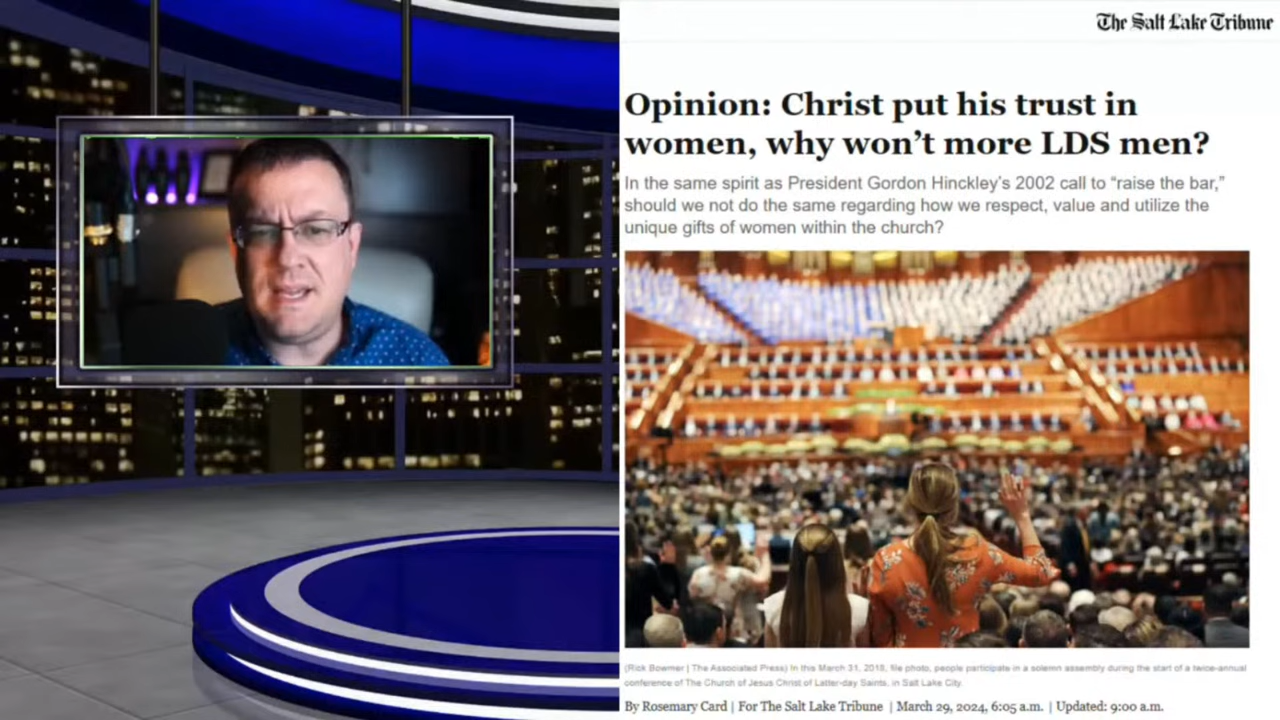 The Salt Lake Tribune
Opinion: Christ put his trust in
women, why won’t more LDS men?
In the same spirit as President Gordon Hinckley’s 2002 call to “raise the bar,”
should we not do the same regarding how we respect, value and utilize the
unique gifts of women within the church?
(Rick Bowmer | The Associated Press) In this March 31, 2018, file photo, people participate in a solemn assembly during the start of a twice-annual
conference of The Church of Jesus Christ of Latter-day Saints, in Salt Lake City.
By Rosemary Card | For The Salt Lake Tribune | March 29, 2024, 6:05 a.m. | Updated: 9:00 a.m.